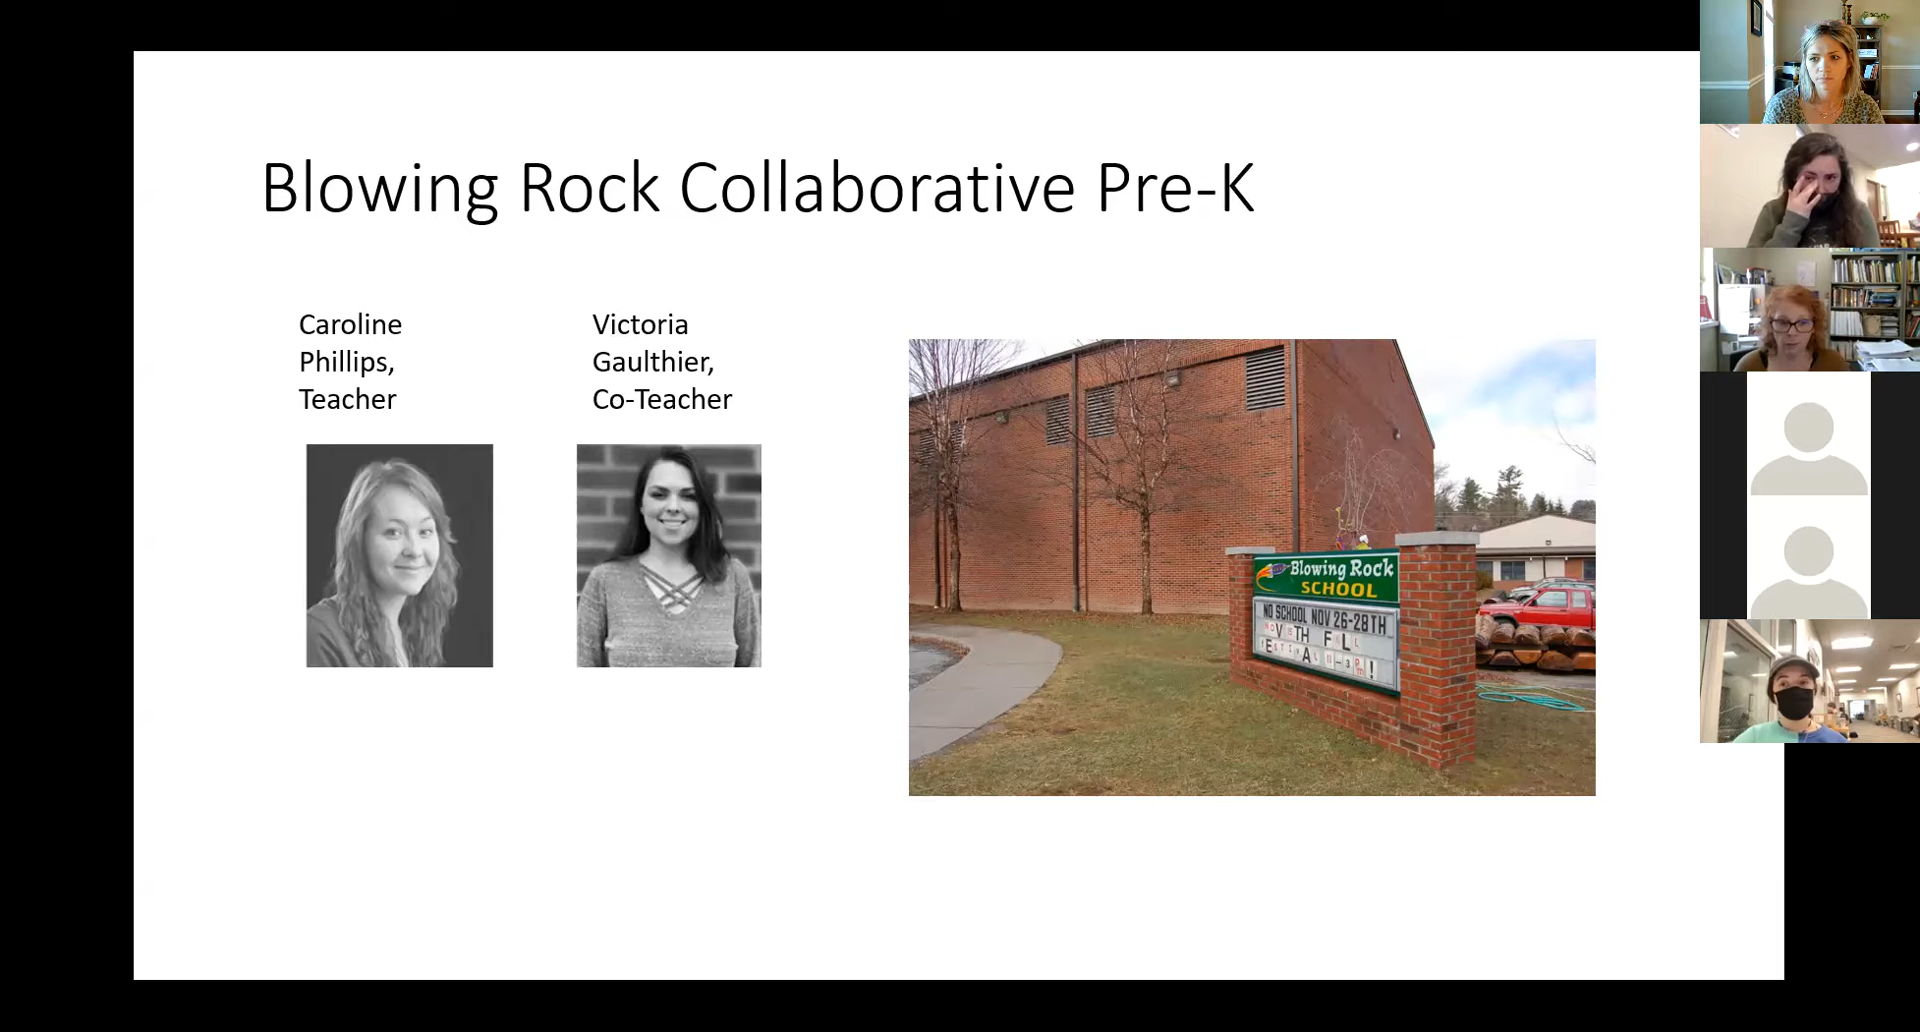 Blowing Rock Collaborative Pre-K
Caroline
Phillips,
Teacher
Victoria
Gaulthier,
Co-Teacher
Blowing Rock
SCHOOL
NO SCHOOL NOV 26-28TH